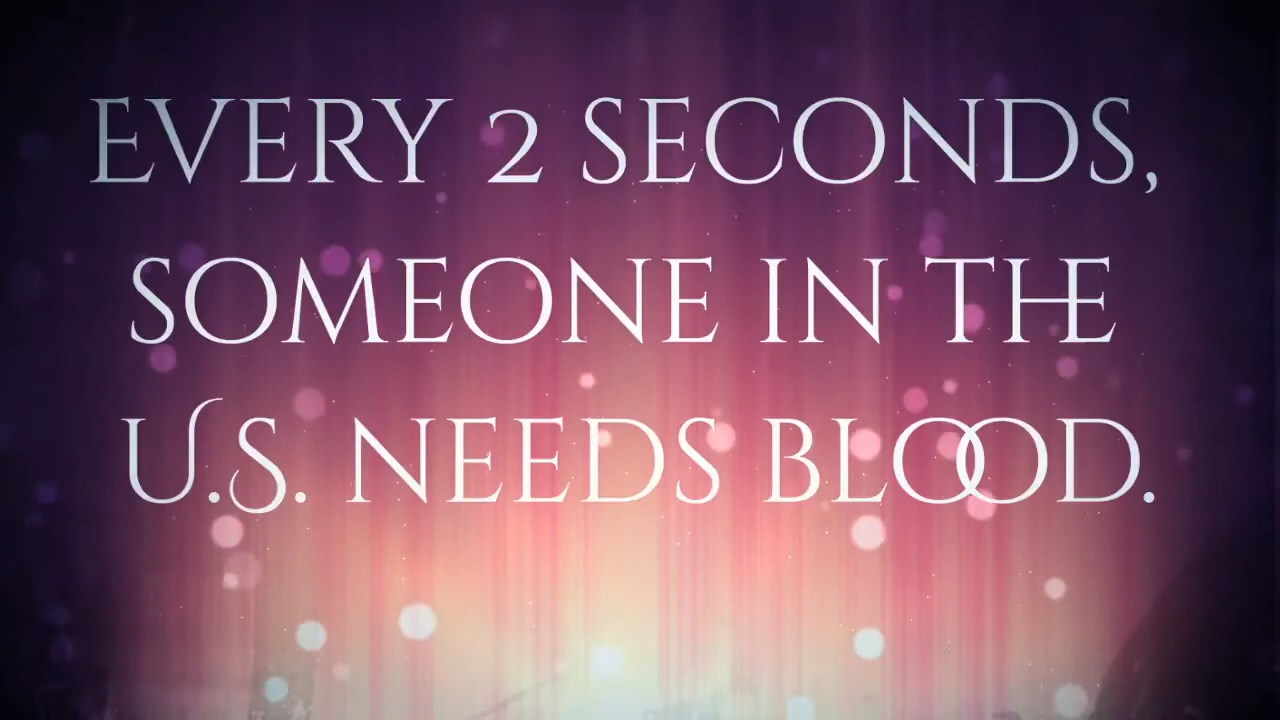 EVERY 2 SECONDS,
SOMEONE IN THE
U.S. NEEDS BLOOD.